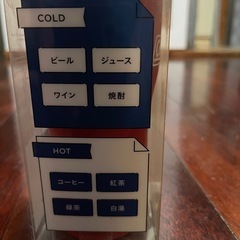 COLD
ビール ジュース
ワイン 焼酎
HOT
コーヒー 紅茶
緑茶 白湯